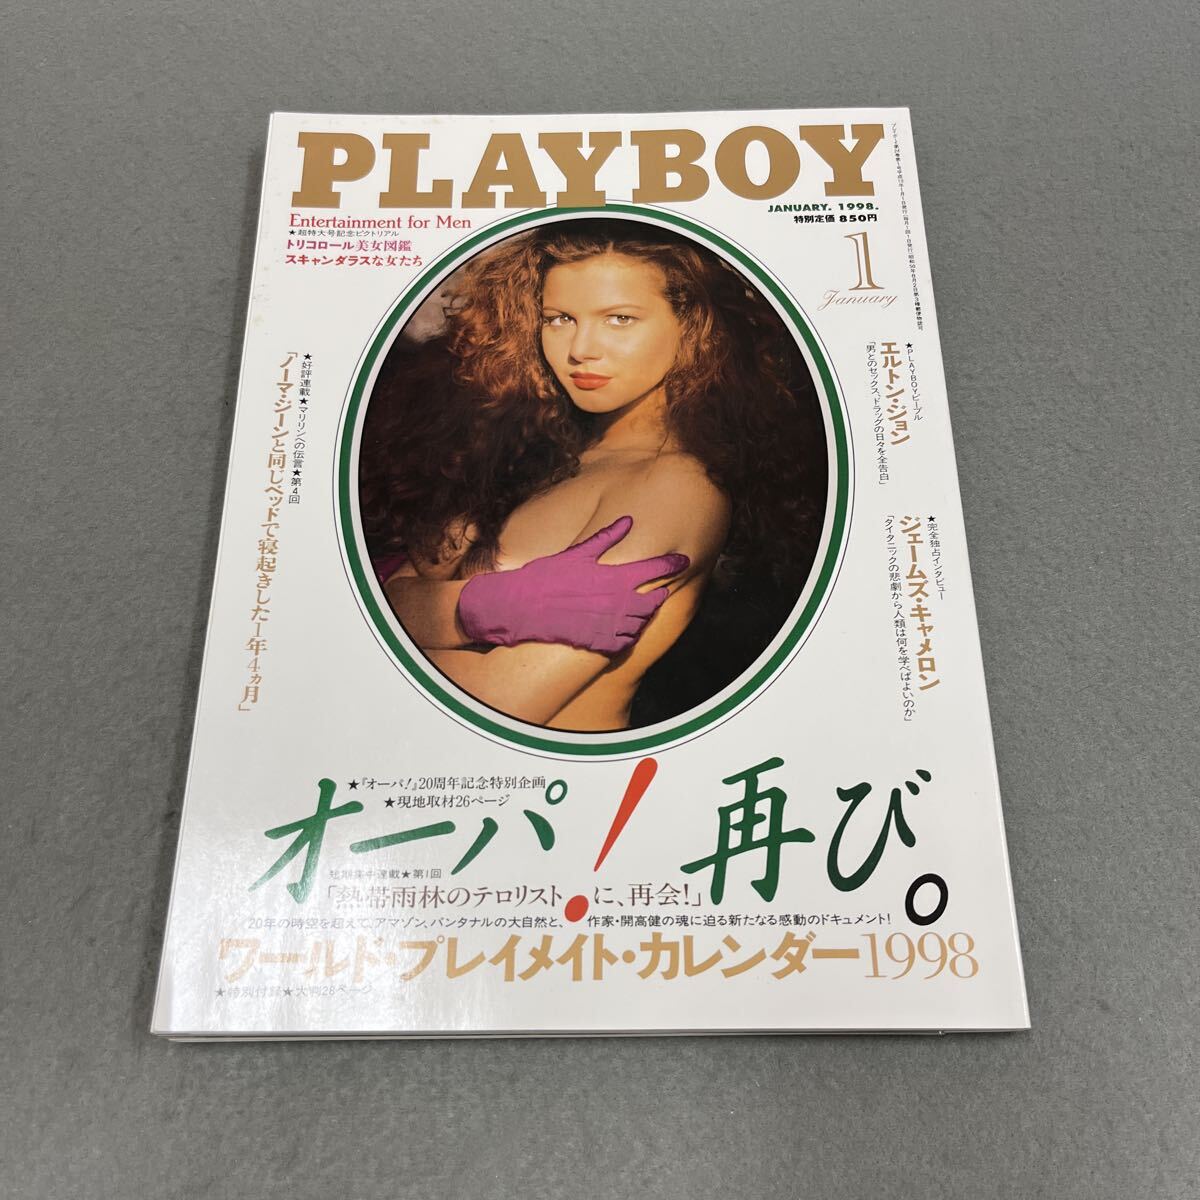 PLAYBOY
JANUARY. 1998.
特別定価 850円
Entertainment for Men
★超特大号記念ピクトリアル
トリコロール美女図鑑
スキャンダラスな女たち
1
January
★PLAYBOYピープル
エルトン・ジョン
「男とのセックス、ドラッグの日々を全告白」
★完全独占インタビュー
ジェームズ・キャメロン
「タイタニックの悲劇から人類は何を学べばよいのか」
★好評連載★マリリンへの伝言★第4回
「ノーマ・ジーンと同じベッドで寝起きした1年4ヵ月」
★『オーパ!』20周年記念特別企画
★現地取材26ページ
オーパ!再び。
短期集中連載★第1回
「熱帯雨林のテロリスト に、再会!」
20年の時空を超えて、アマゾン、パンタナルの大自然と、 作家・開高健の魂に迫る新たなる感動のドキュメント!
ワールド・プレイメイト・カレンダー1998
★特別付録★大判28ページ